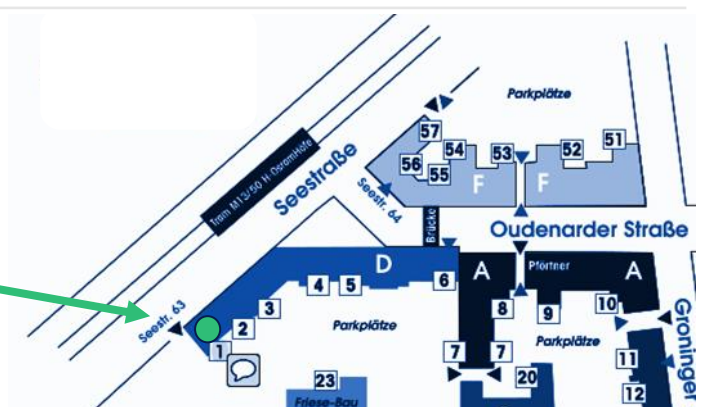 Parkplätze
57
54
53
52
51
56
55
F
F
Tram M13/50 H-OsramHöfe
Seestraße
Seestr. 64
Brücke
Oudenarder Straße
D
A
Pförtner
A
Seestr. 63
3
4
5
6
8
9
10
2
1
Parkplätze
Parkplätze
7
7
Groninger
11
23
20
12
Friese-Bau